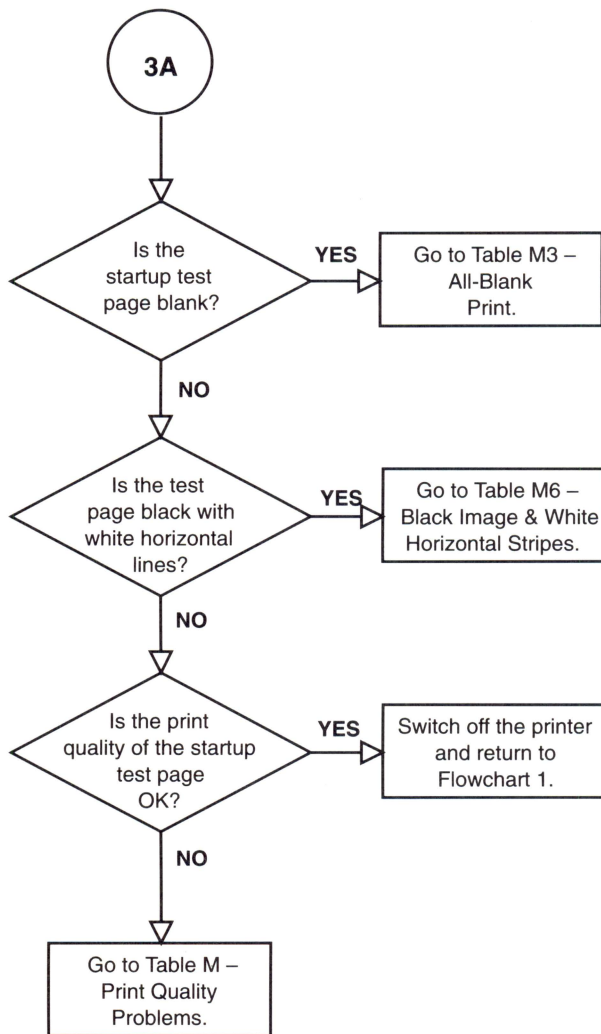 3A
Is the
startup test
page blank?
YES
Go to Table M3 –
All-Blank
Print.
NO
Is the test
page black with
white horizontal
lines?
YES
Go to Table M6 –
Black Image & White
Horizontal Stripes.
NO
Is the print
quality of the startup
test page
OK?
YES
Switch off the printer
and return to
Flowchart 1.
NO
Go to Table M –
Print Quality
Problems.